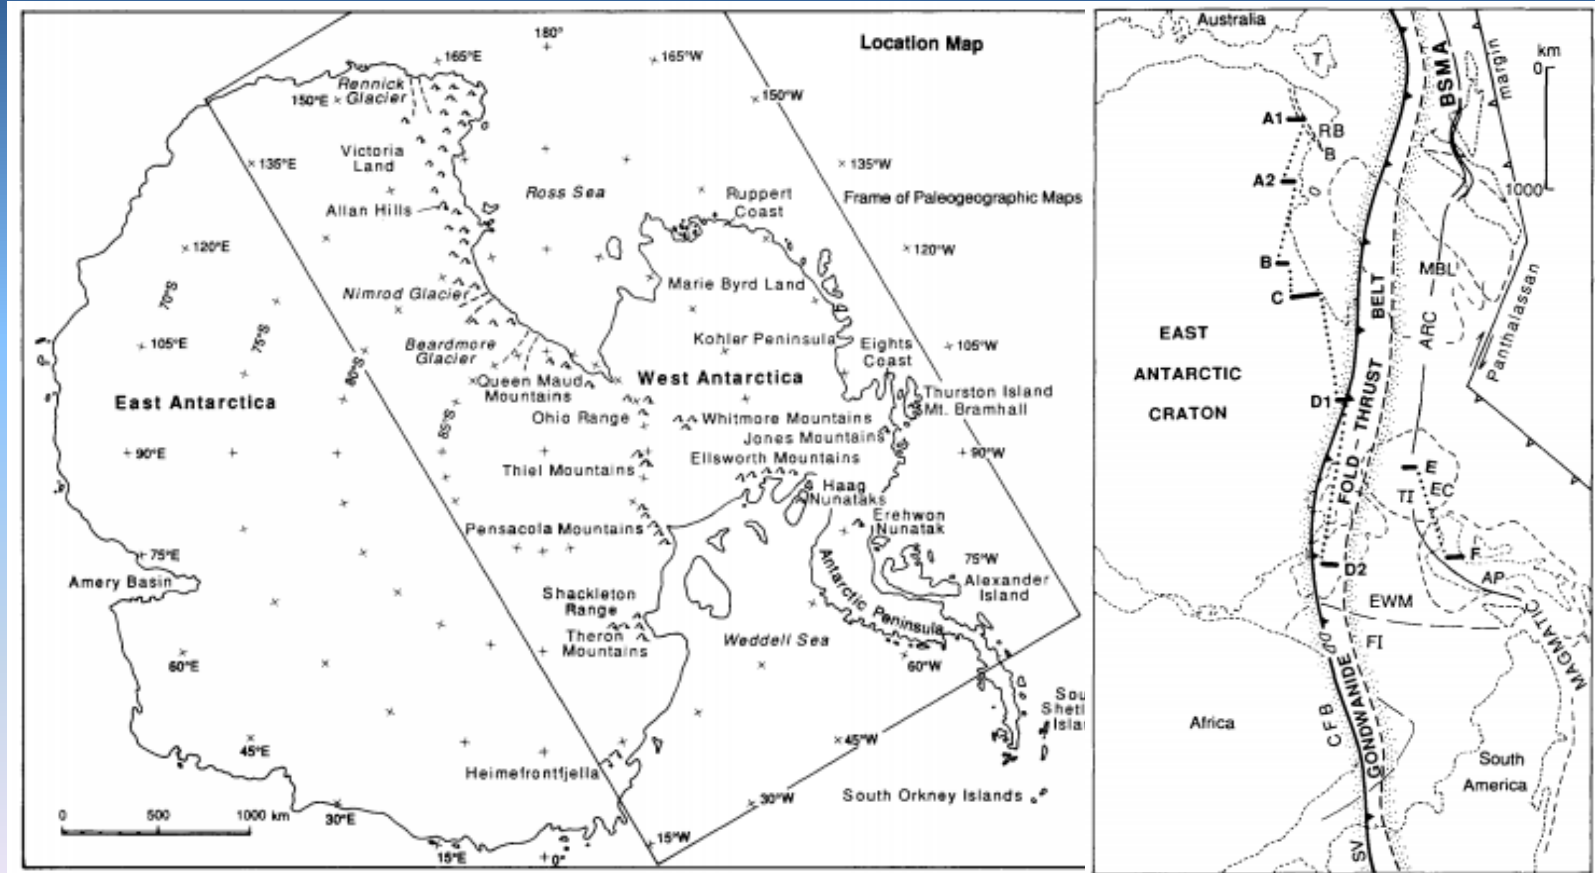 Location Map
180°
165°E
165°W
Rennick
Glacier
150°E
150°W
Victoria
Land
135°E
135°W
Ross Sea
Ruppert
Coast
Frame of Paleogeographic Maps
Allan Hills
120°E
120°W
70°S
Nimrod Glacier
Marie Byrd Land
75°S
105°E
Kohler Peninsula
Eights
Coast
105°W
Beardmore
Glacier
80°S
Queen Maud
Mountains
West Antarctica
East Antarctica
Thurston Island
Mt. Bramhall
85°S
Ohio Range
Whitmore Mountains
Jones Mountains
90°E
90°W
Ellsworth Mountains
Thiel Mountains
Haag
Nunataks
Erehwon
Nunatak
Pensacola Mountains
75°E
75°W
Amery Basin
Antarctic Peninsula
Alexander
Island
Shackleton
Range
Theron
Mountains
Weddell Sea
60°E
60°W
Sou
Shetl
Islan
45°E
45°W
Heimefrontfjella
South Orkney Islands
30°W
0 500 1000 km
30°E
15°W
15°E
0°
Australia
T
BSMA
margin
km
0
A1
RB
B
A2
1000
B
C
MBL
BELT
ARC
Panthalassan
EAST
ANTARCTIC
CRATON
D1
THRUST
FOLD –
E
EC
TI
F
D2
AP
EWM
MAGMATIC
FI
GONDWANIDE
CFB
Africa
South
America
SV